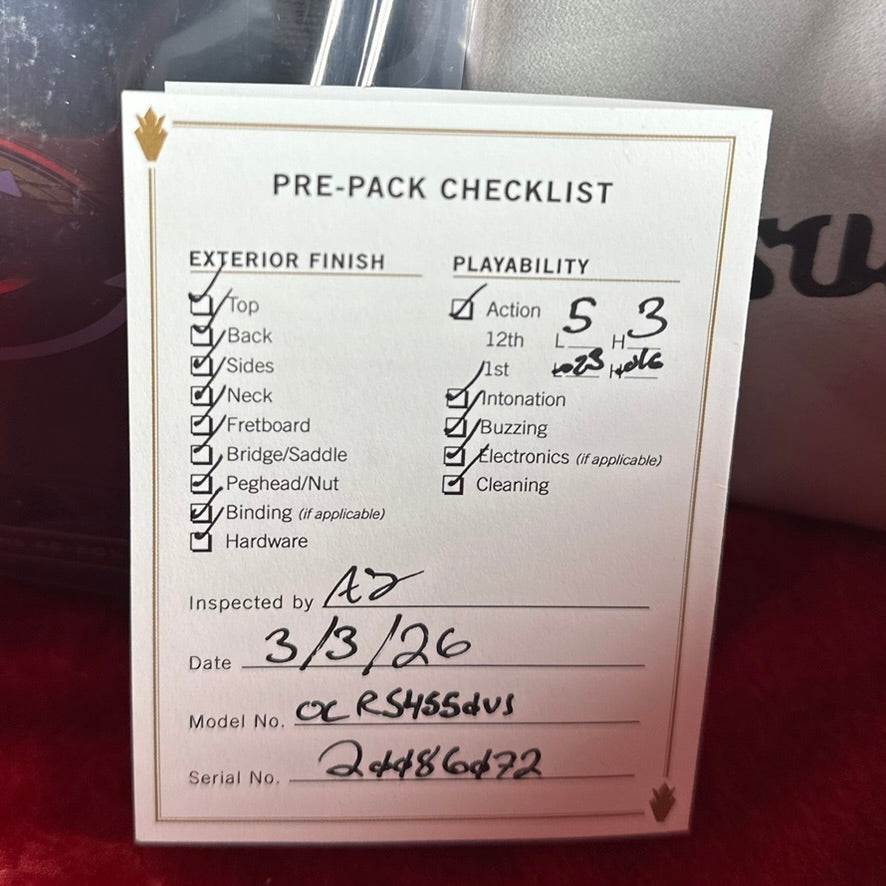 PRE-PACK CHECKLIST
EXTERIOR FINISH
Top
Back
Sides
Neck
Fretboard
Bridge/Saddle
Peghead/Nut
Binding (if applicable)
Hardware
PLAYABILITY
Action
12th L 5 H 3
1st L H
Intonation
Buzzing
Electronics (if applicable)
Cleaning
Inspected by
Date 3/3/26
Model No.
Serial No.